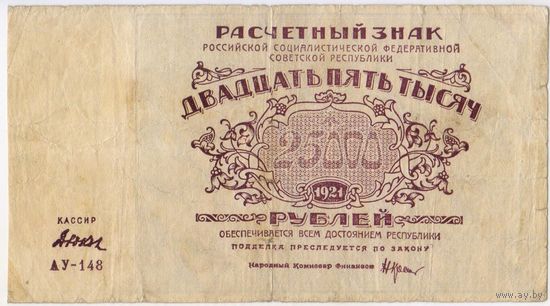 РАСЧЕТНЫЙ ЗНАК
РОССИЙСКОЙ СОЦИАЛИСТИЧЕСКОЙ ФЕДЕРАТИВНОЙ
СОВЕТСКОЙ РЕСПУБЛИКИ
ДВАДЦАТЬ ПЯТЬ ТЫСЯЧ
25000
1921
РУБЛЕЙ
ОБЕСПЕЧИВАЕТСЯ ВСЕМ ДОСТОЯНИЕМ РЕСПУБЛИКИ
ПОДДЕЛКА ПРЕСЛЕДУЕТСЯ ПО ЗАКОНУ
Народный Комиссар Финансов
КАССИР
АУ-148
www.ay.by